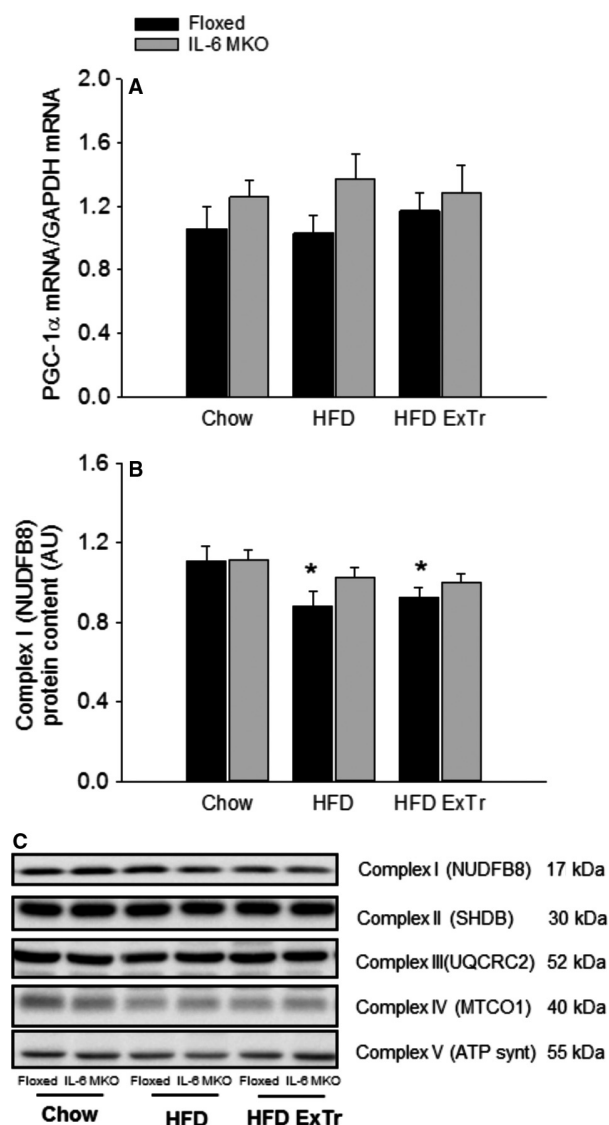 Floxed
IL-6 MKO
A
PGC-1α mRNA/GAPDH mRNA
2.0
1.6
1.2
0.8
0.4
0.0
Chow HFD HFD ExTr
B
Complex I (NUDFB8)
protein content (AU)
1.6
1.2
0.8
0.4
0.0
* *
Chow HFD HFD ExTr
C
Complex I (NUDFB8) 17 kDa
Complex II (SHDB) 30 kDa
Complex III(UQCRC2) 52 kDa
Complex IV (MTCO1) 40 kDa
Complex V (ATP synt) 55 kDa
Floxed IL-6 MKO Floxed IL-6 MKO Floxed IL-6 MKO
Chow HFD HFD ExTr